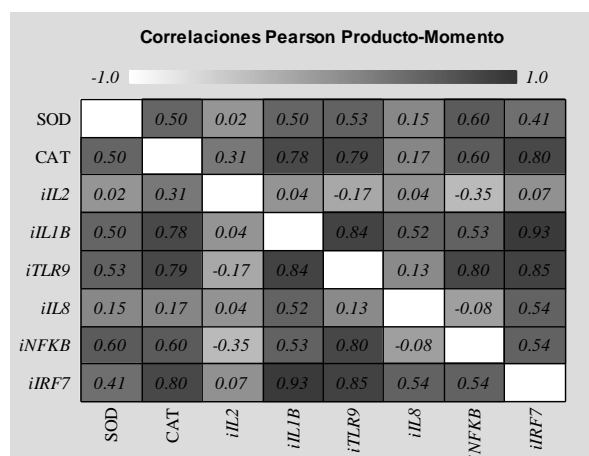 Correlaciones Pearson Producto-Momento
-1.0 1.0
SOD 0.50 0.02 0.50 0.53 0.15 0.60 0.41
CAT 0.50 0.31 0.78 0.79 0.17 0.60 0.80
iIL2 0.02 0.31 0.04 -0.17 0.04 -0.35 0.07
iIL1B 0.50 0.78 0.04 0.84 0.52 0.53 0.93
iTLR9 0.53 0.79 -0.17 0.84 0.13 0.80 0.85
iIL8 0.15 0.17 0.04 0.52 0.13 -0.08 0.54
iNFKB 0.60 0.60 -0.35 0.53 0.80 -0.08 0.54
iIRF7 0.41 0.80 0.07 0.93 0.85 0.54 0.54
SOD CAT iIL2 iIL1B iTLR9 iIL8 iNFKB iIRF7